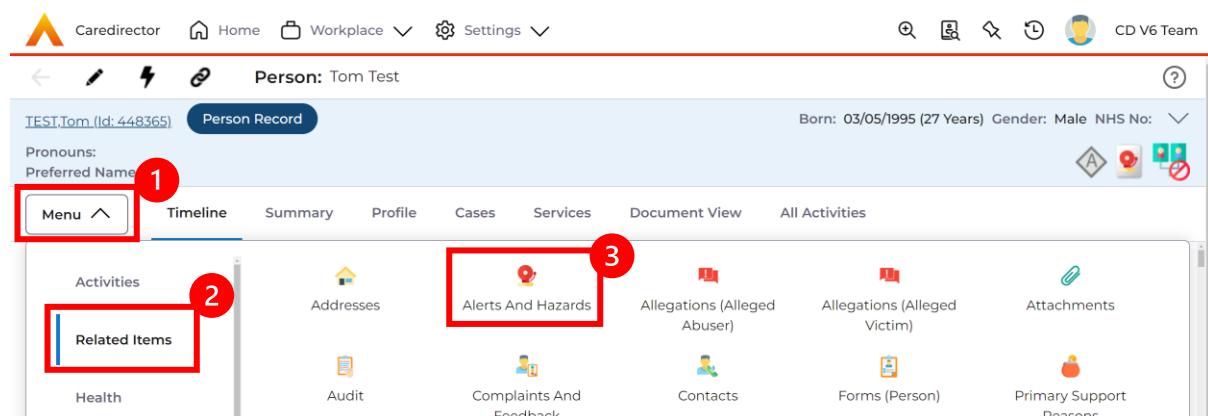 Caredirector Home Workplace Settings CD V6 Team
Person: Tom Test ?
TEST,Tom (Id: 448365) Person Record Born: 03/05/1995 (27 Years) Gender: Male NHS No:
Pronouns:
Preferred Name
1
Menu Timeline Summary Profile Cases Services Document View All Activities
3
Activities
2
Addresses Alerts And Hazards Allegations (Alleged Abuser) Allegations (Alleged Victim) Attachments
Related Items
Health
Audit Complaints And Feedback Contacts Forms (Person) Primary Support Reasons